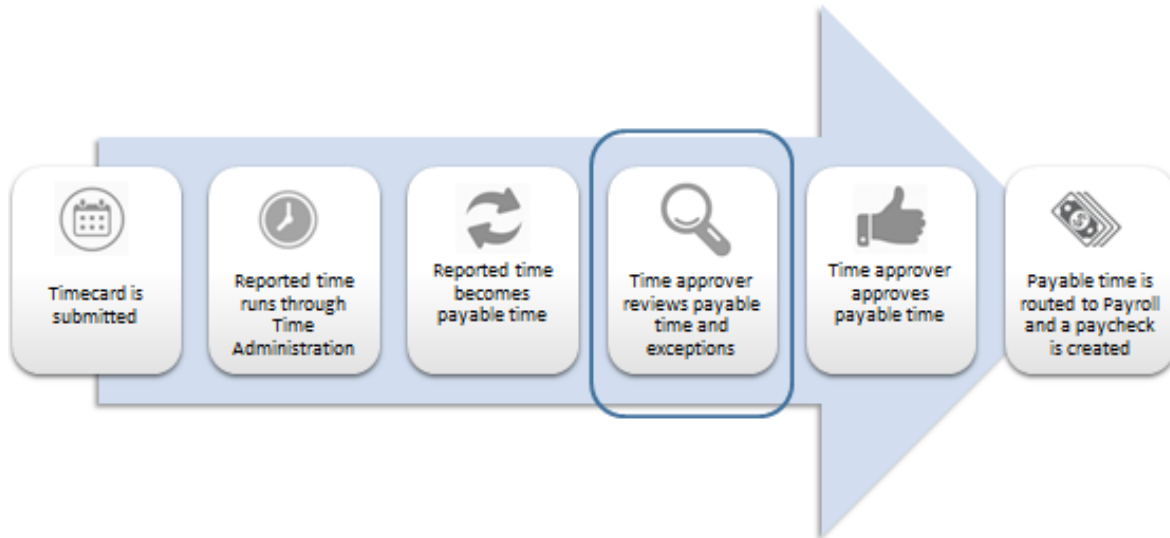 Timecard is
submitted
Reported time
runs through
Time
Administration
Reported time
becomes
payable time
Time approver
reviews payable
time and
exceptions
Time approver
approves
payable time
Payable time is
routed to Payroll
and a paycheck
is created